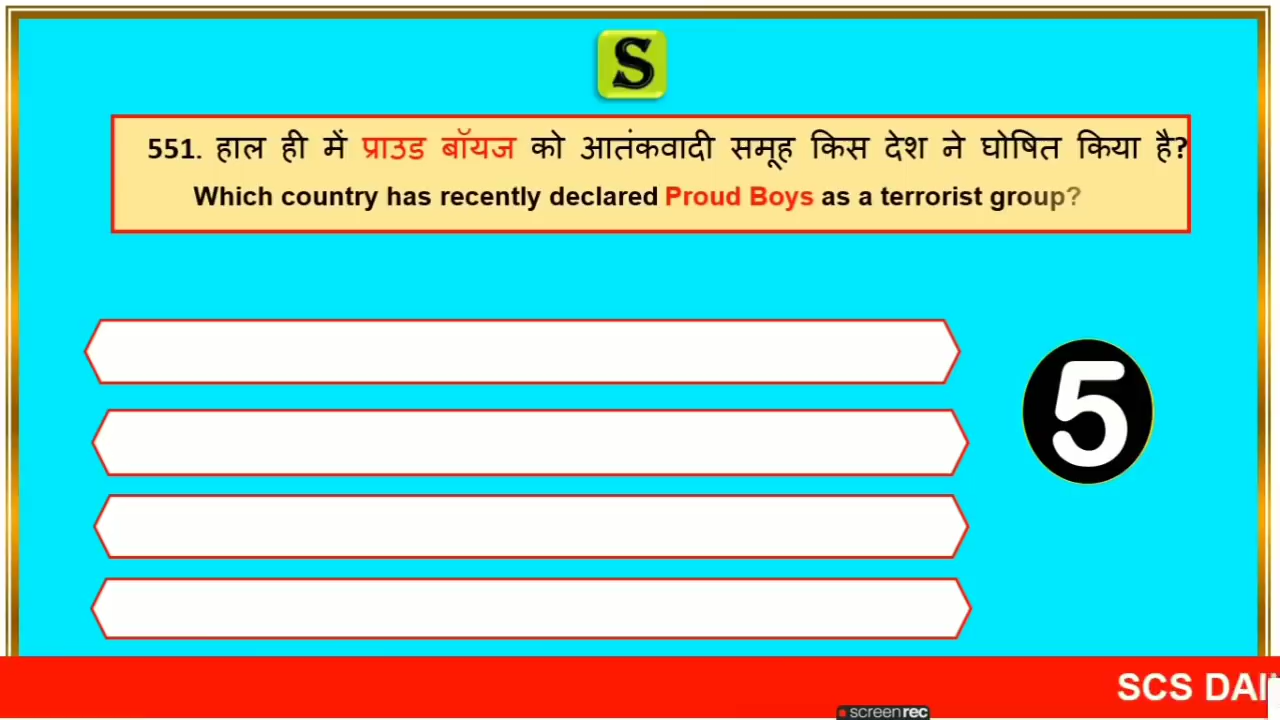 S
551. हाल ही में प्राउड बॉयज को आतंकवादी समूह किस देश ने घोषित किया है?
Which country has recently declared Proud Boys as a terrorist group?
5
SCS DAI
screenrec